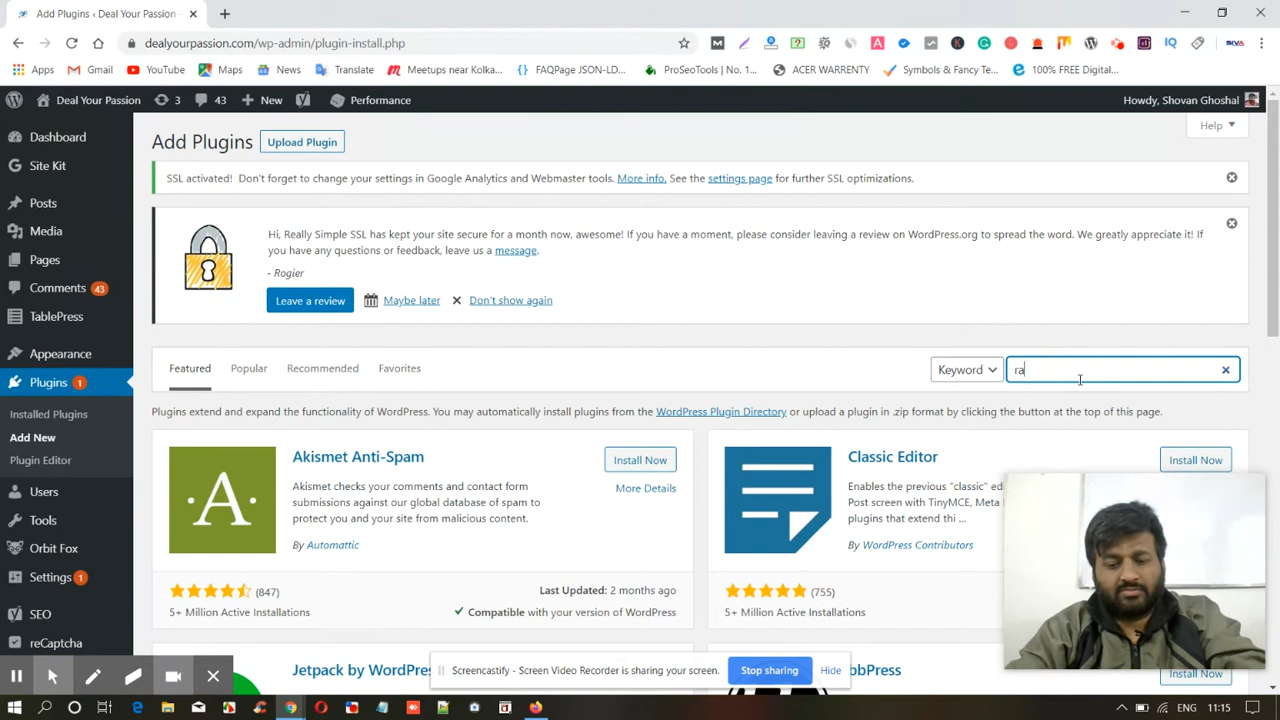 Add Plugins ‹ Deal Your Passion
dealyourpassion.com/wp-admin/plugin-install.php
Apps Gmail YouTube Maps News Translate Meetups near Kolka... FAQPage JSON-LD... ProSeoTools | No. 1... ACER WARRENTY Symbols & Fancy Te... 100% FREE Digital...
Deal Your Passion 3 43 New Performance Howdy, Shovan Ghoshal
Dashboard
Site Kit
Posts
Media
Pages
Comments 43
TablePress
Appearance
Plugins 1
Installed Plugins
Add New
Plugin Editor
Users
Tools
Orbit Fox
Settings 1
SEO
reCaptcha
Help
Add Plugins Upload Plugin
SSL activated! Don't forget to change your settings in Google Analytics and Webmaster tools. More info. See the settings page for further SSL optimizations.
Hi, Really Simple SSL has kept your site secure for a month now, awesome! If you have a moment, please consider leaving a review on WordPress.org to spread the word. We greatly appreciate it! If
you have any questions or feedback, leave us a message.
- Rogier
Leave a review Maybe later Don't show again
Featured Popular Recommended Favorites Keyword ra
Plugins extend and expand the functionality of WordPress. You may automatically install plugins from the WordPress Plugin Directory or upload a plugin in .zip format by clicking the button at the top of this page.
Akismet Anti-Spam
Install Now
More Details
Akismet checks your comments and contact form
submissions against our global database of spam to
protect you and your site from malicious content.
By Automattic
(847)
5+ Million Active Installations
Last Updated: 2 months ago
Compatible with your version of WordPress
Classic Editor
Install Now
Enables the previous "classic" ed
Post screen with TinyMCE, Meta
plugins that extend thi ...
By WordPress Contributors
(755)
5+ Million Active Installations
Jetpack by WordPre
bbPress
Install Now
Screencastify - Screen Video Recorder is sharing your screen. Stop sharing Hide
ENG 11:15